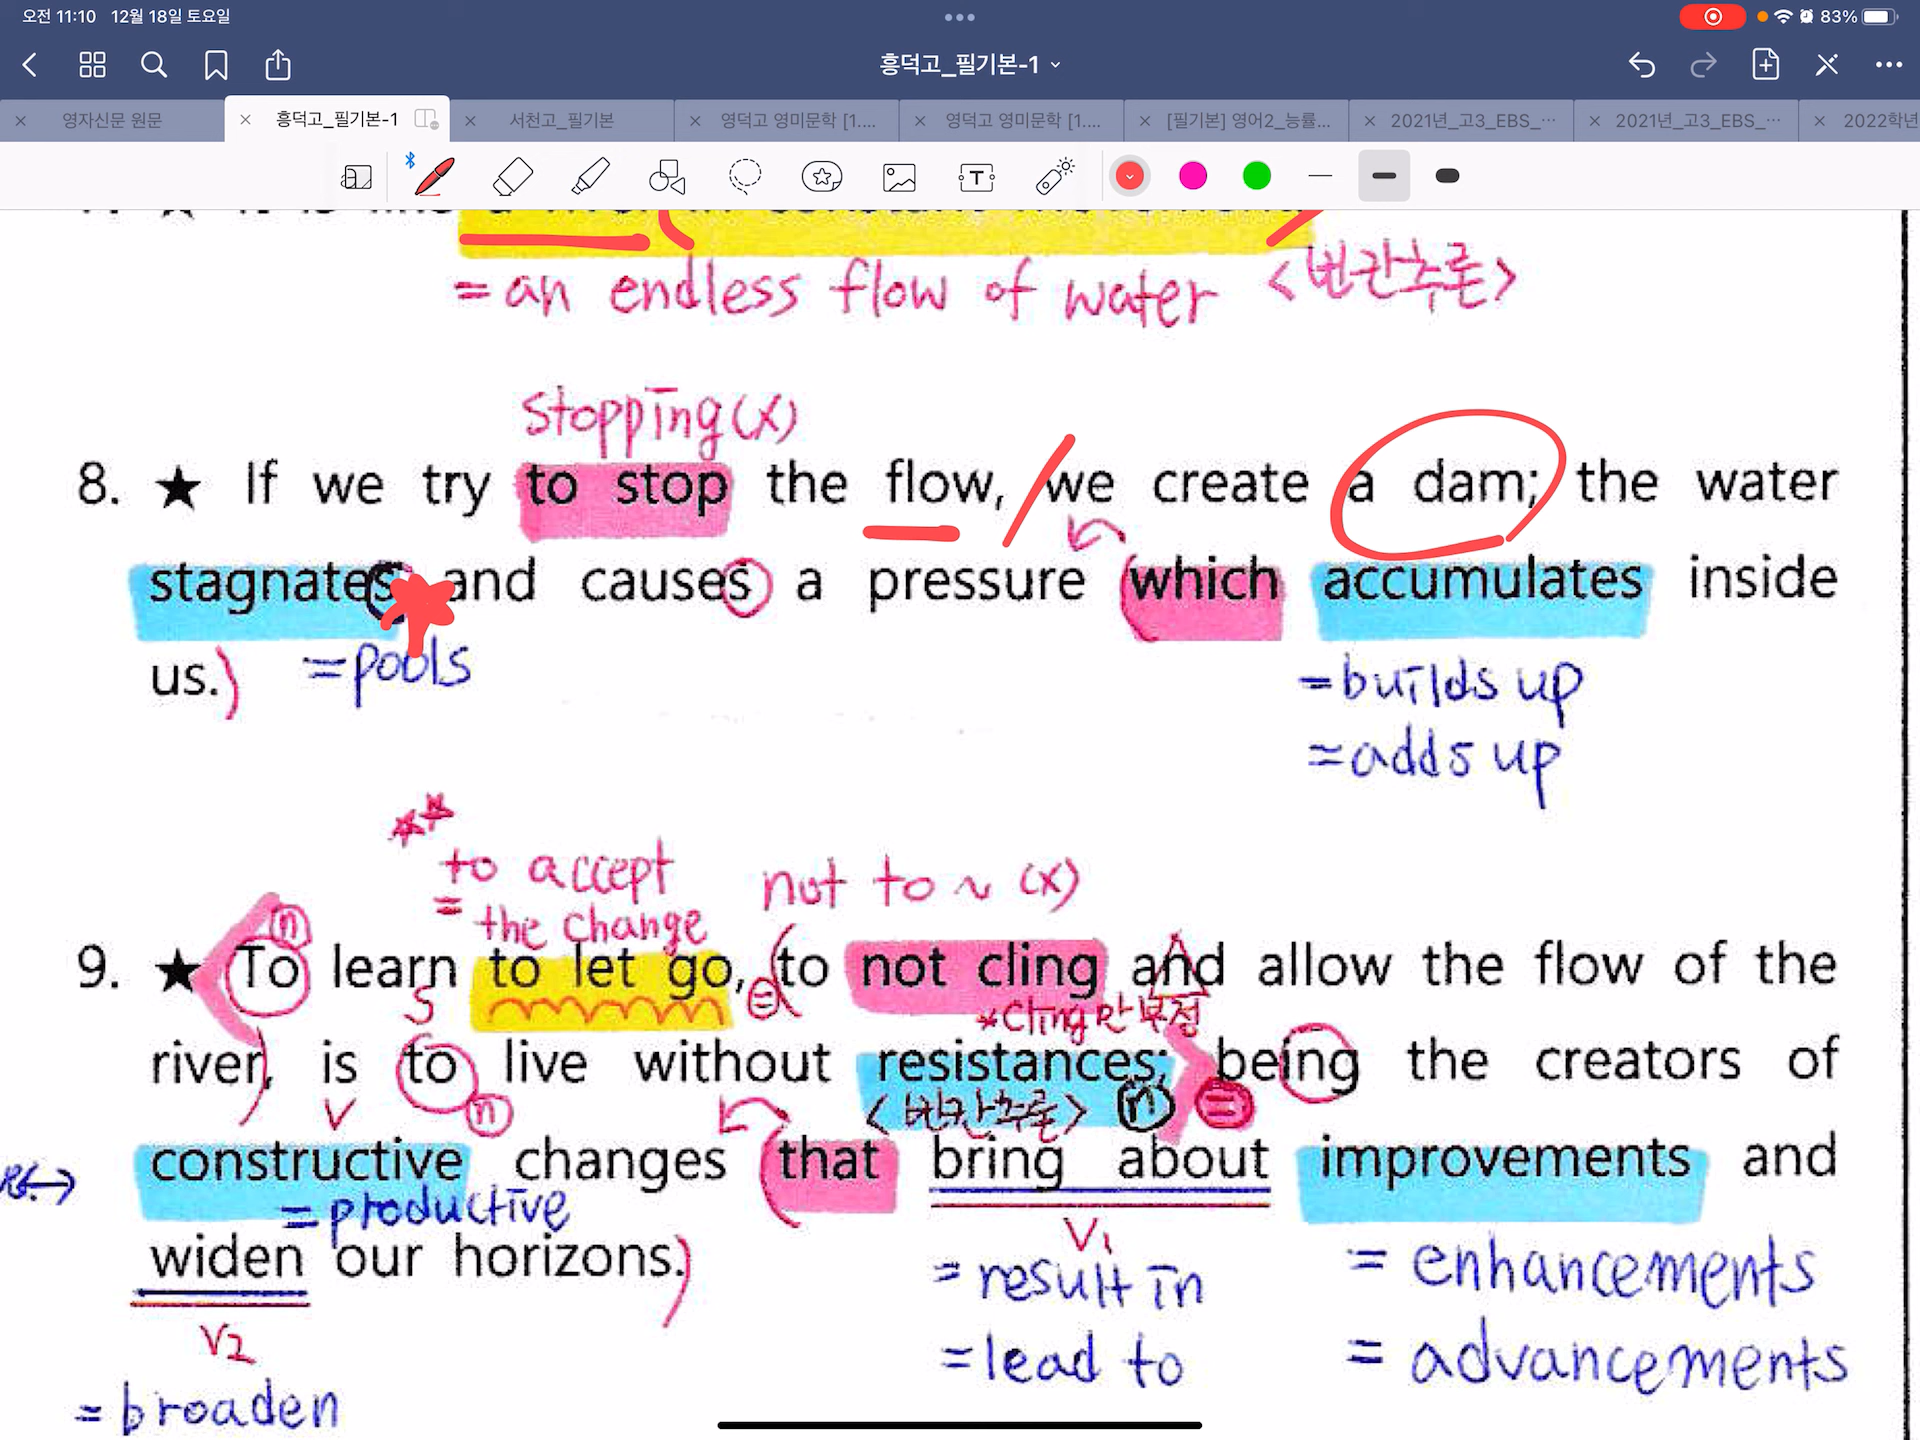 오전 11:10 12월 18일 토요일
83%
흥덕고_필기본-1
영자신문 원문
흥덕고_필기본-1
서천고_필기본
영덕고 영미문학 [1....
영덕고 영미문학 [1....
[필기본] 영어2_능률...
2021년_고3_EBS_...
2021년_고3_EBS_...
2022학년
= an endless flow of water <빈칸추론>
stopping(X)
8. ★ If we try to stop the flow, we create a dam; the water
stagnates and causes a pressure which accumulates inside
us.) = pools
= builds up
= adds up
to accept
= the change
not to ~ (X)
9. ★ To learn to let go, to not cling and allow the flow of the
*cling만 부정
river, is to live without resistances; being the creators of
<빈칸추론>
constructive changes that bring about improvements and
= productive
widen our horizons.)
V1
V2
= result in
= lead to
= enhancements
= advancements
= broaden